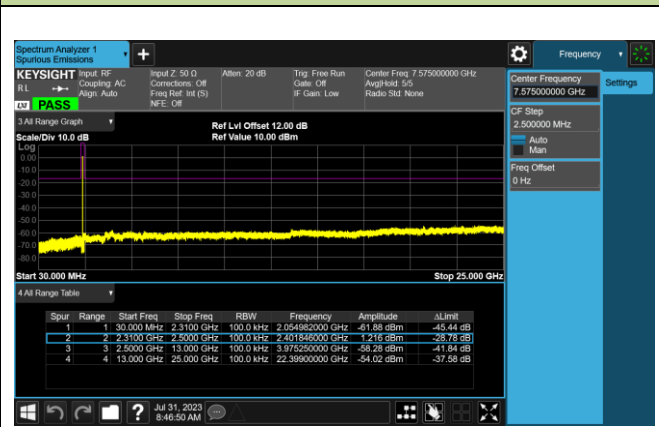 Spectrum Analyzer 1
Spurious Emissions
+
Frequency
KEYSIGHT
RL
LXI
PASS
Input: RF
Coupling: AC
Align: Auto
Input Z: 50 Ω
Corrections: Off
Freq Ref: Int (S)
NFE: Off
Atten: 20 dB
Trig: Free Run
Gate: Off
IF Gain: Low
Center Freq: 7.575000000 GHz
Avg|Hold: 5/5
Radio Std: None
Center Frequency
7.575000000 GHz
Settings
CF Step
2.500000 MHz
Auto
Man
Freq Offset
0 Hz
3 All Range Graph
Scale/Div 10.0 dB
Ref Lvl Offset 12.00 dB
Ref Value 10.00 dBm
Log
0.00
-10.0
-20.0
-30.0
-40.0
-50.0
-60.0
-70.0
-80.0
Start 30.000 MHz
Stop 25.000 GHz
4 All Range Table
Spur Range Start Freq Stop Freq RBW Frequency Amplitude ΔLimit
1 1 30.000 MHz 2.3100 GHz 100.0 kHz 2.054982000 GHz -61.88 dBm -45.44 dB
2 2 2.3100 GHz 2.5000 GHz 100.0 kHz 2.401846000 GHz 1.216 dBm -28.78 dB
3 3 2.5000 GHz 13.000 GHz 100.0 kHz 3.975250000 GHz -58.28 dBm -41.84 dB
4 4 13.000 GHz 25.000 GHz 100.0 kHz 22.39900000 GHz -54.02 dBm -37.58 dB
?
Jul 31, 2023
8:46:50 AM